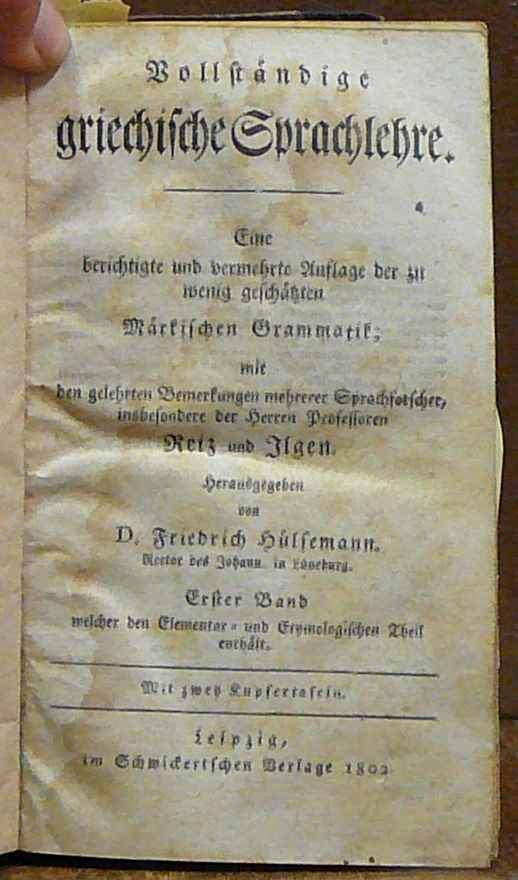 Vollſtändige
griechiſche Sprachlehre.
Eine
berichtigte und vermehrte Auflage der zu
wenig geſchätzten
Märkiſchen Grammatik;
mit
den gelehrten Bemerkungen mehrerer Sprachforſcher,
insbeſondere der Herren Profeſſoren
Reiz und Ilgen.
Herausgegeben
von
D. Friedrich Hülſemann.
Rector des Johann. in Lüneburg.
Erſter Band
welcher den Elementar- und Etymologiſchen Theil
enthält.
Mit zwey Kupfertafeln.
Leipzig,
im Schwickertſchen Verlage 1802